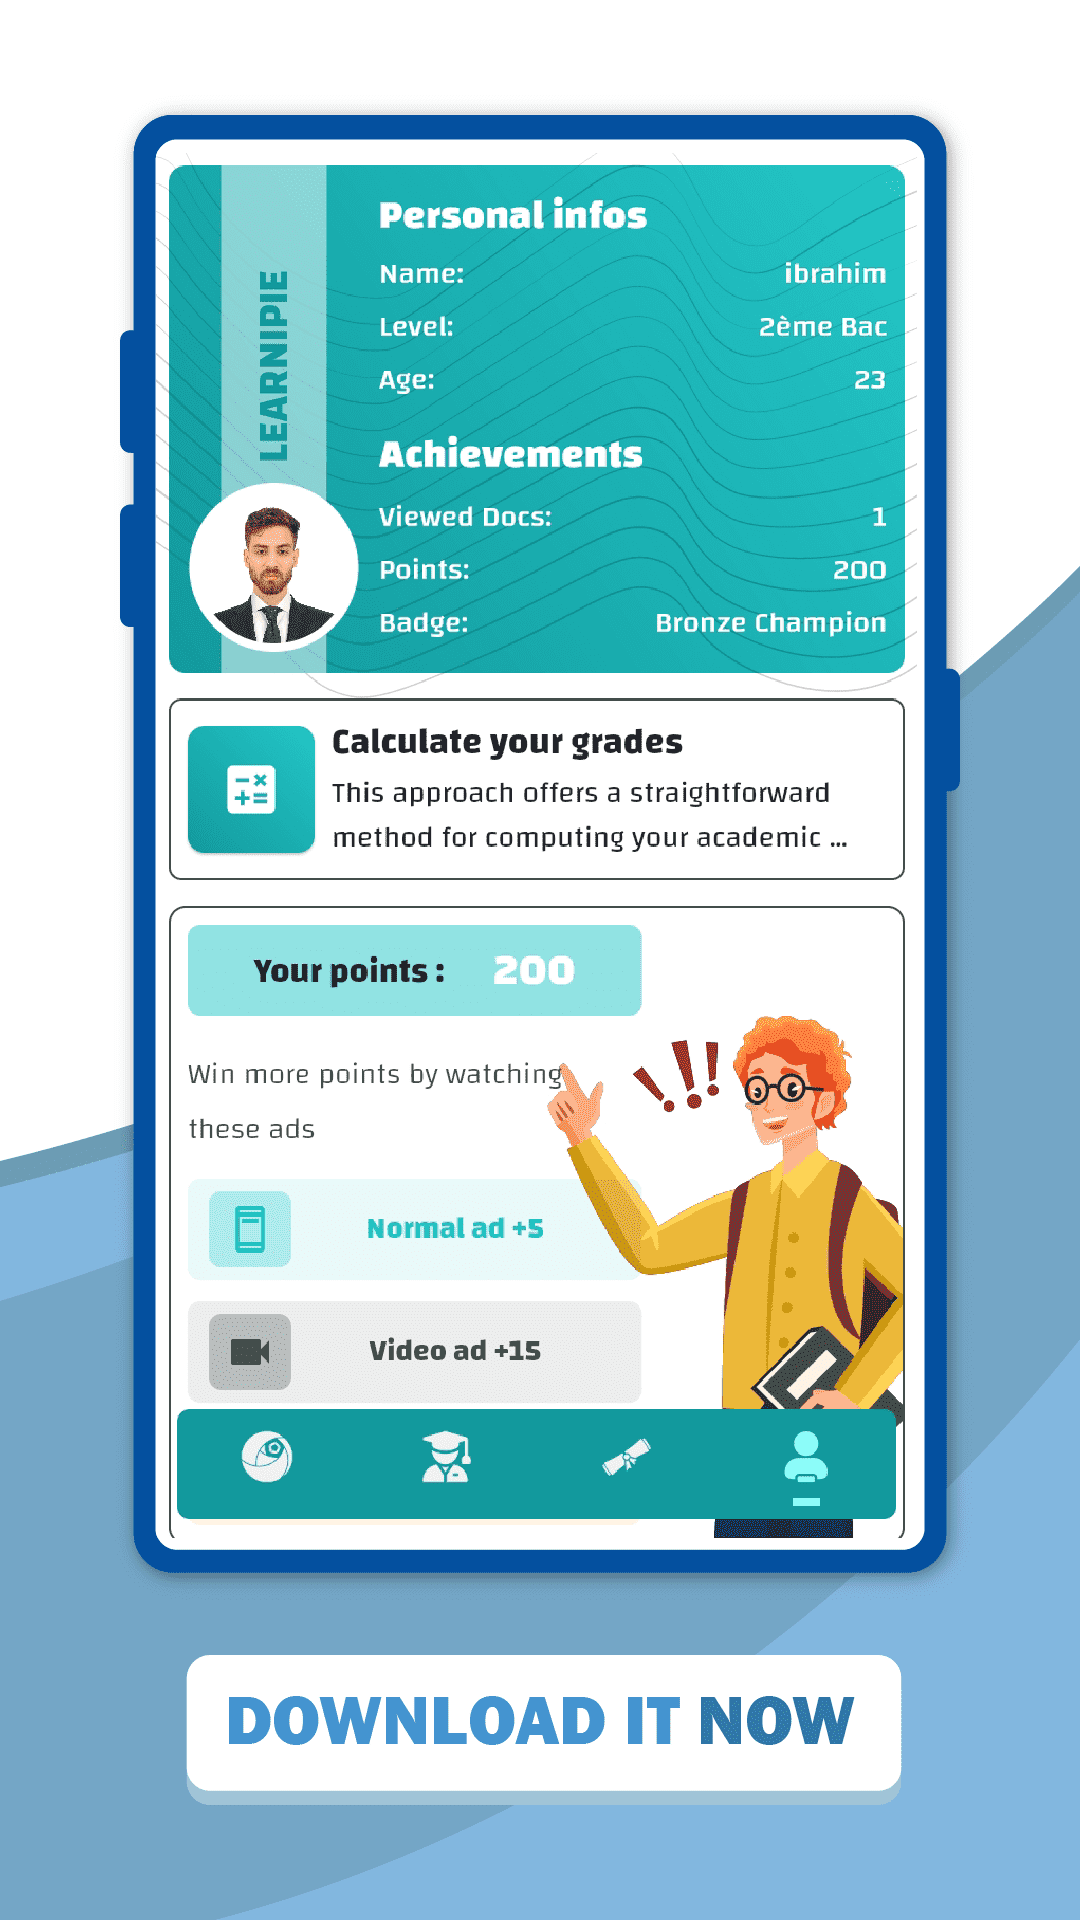 LEARNIPIE
Personal infos
Name: ibrahim
Level: 2ème Bac
Age: 23
Achievements
Viewed Docs: 1
Points: 200
Badge: Bronze Champion
Calculate your grades
This approach offers a straightforward
method for computing your academic ...
Your points : 200
Win more points by watching
these ads
Normal ad +5
Video ad +15
DOWNLOAD IT NOW